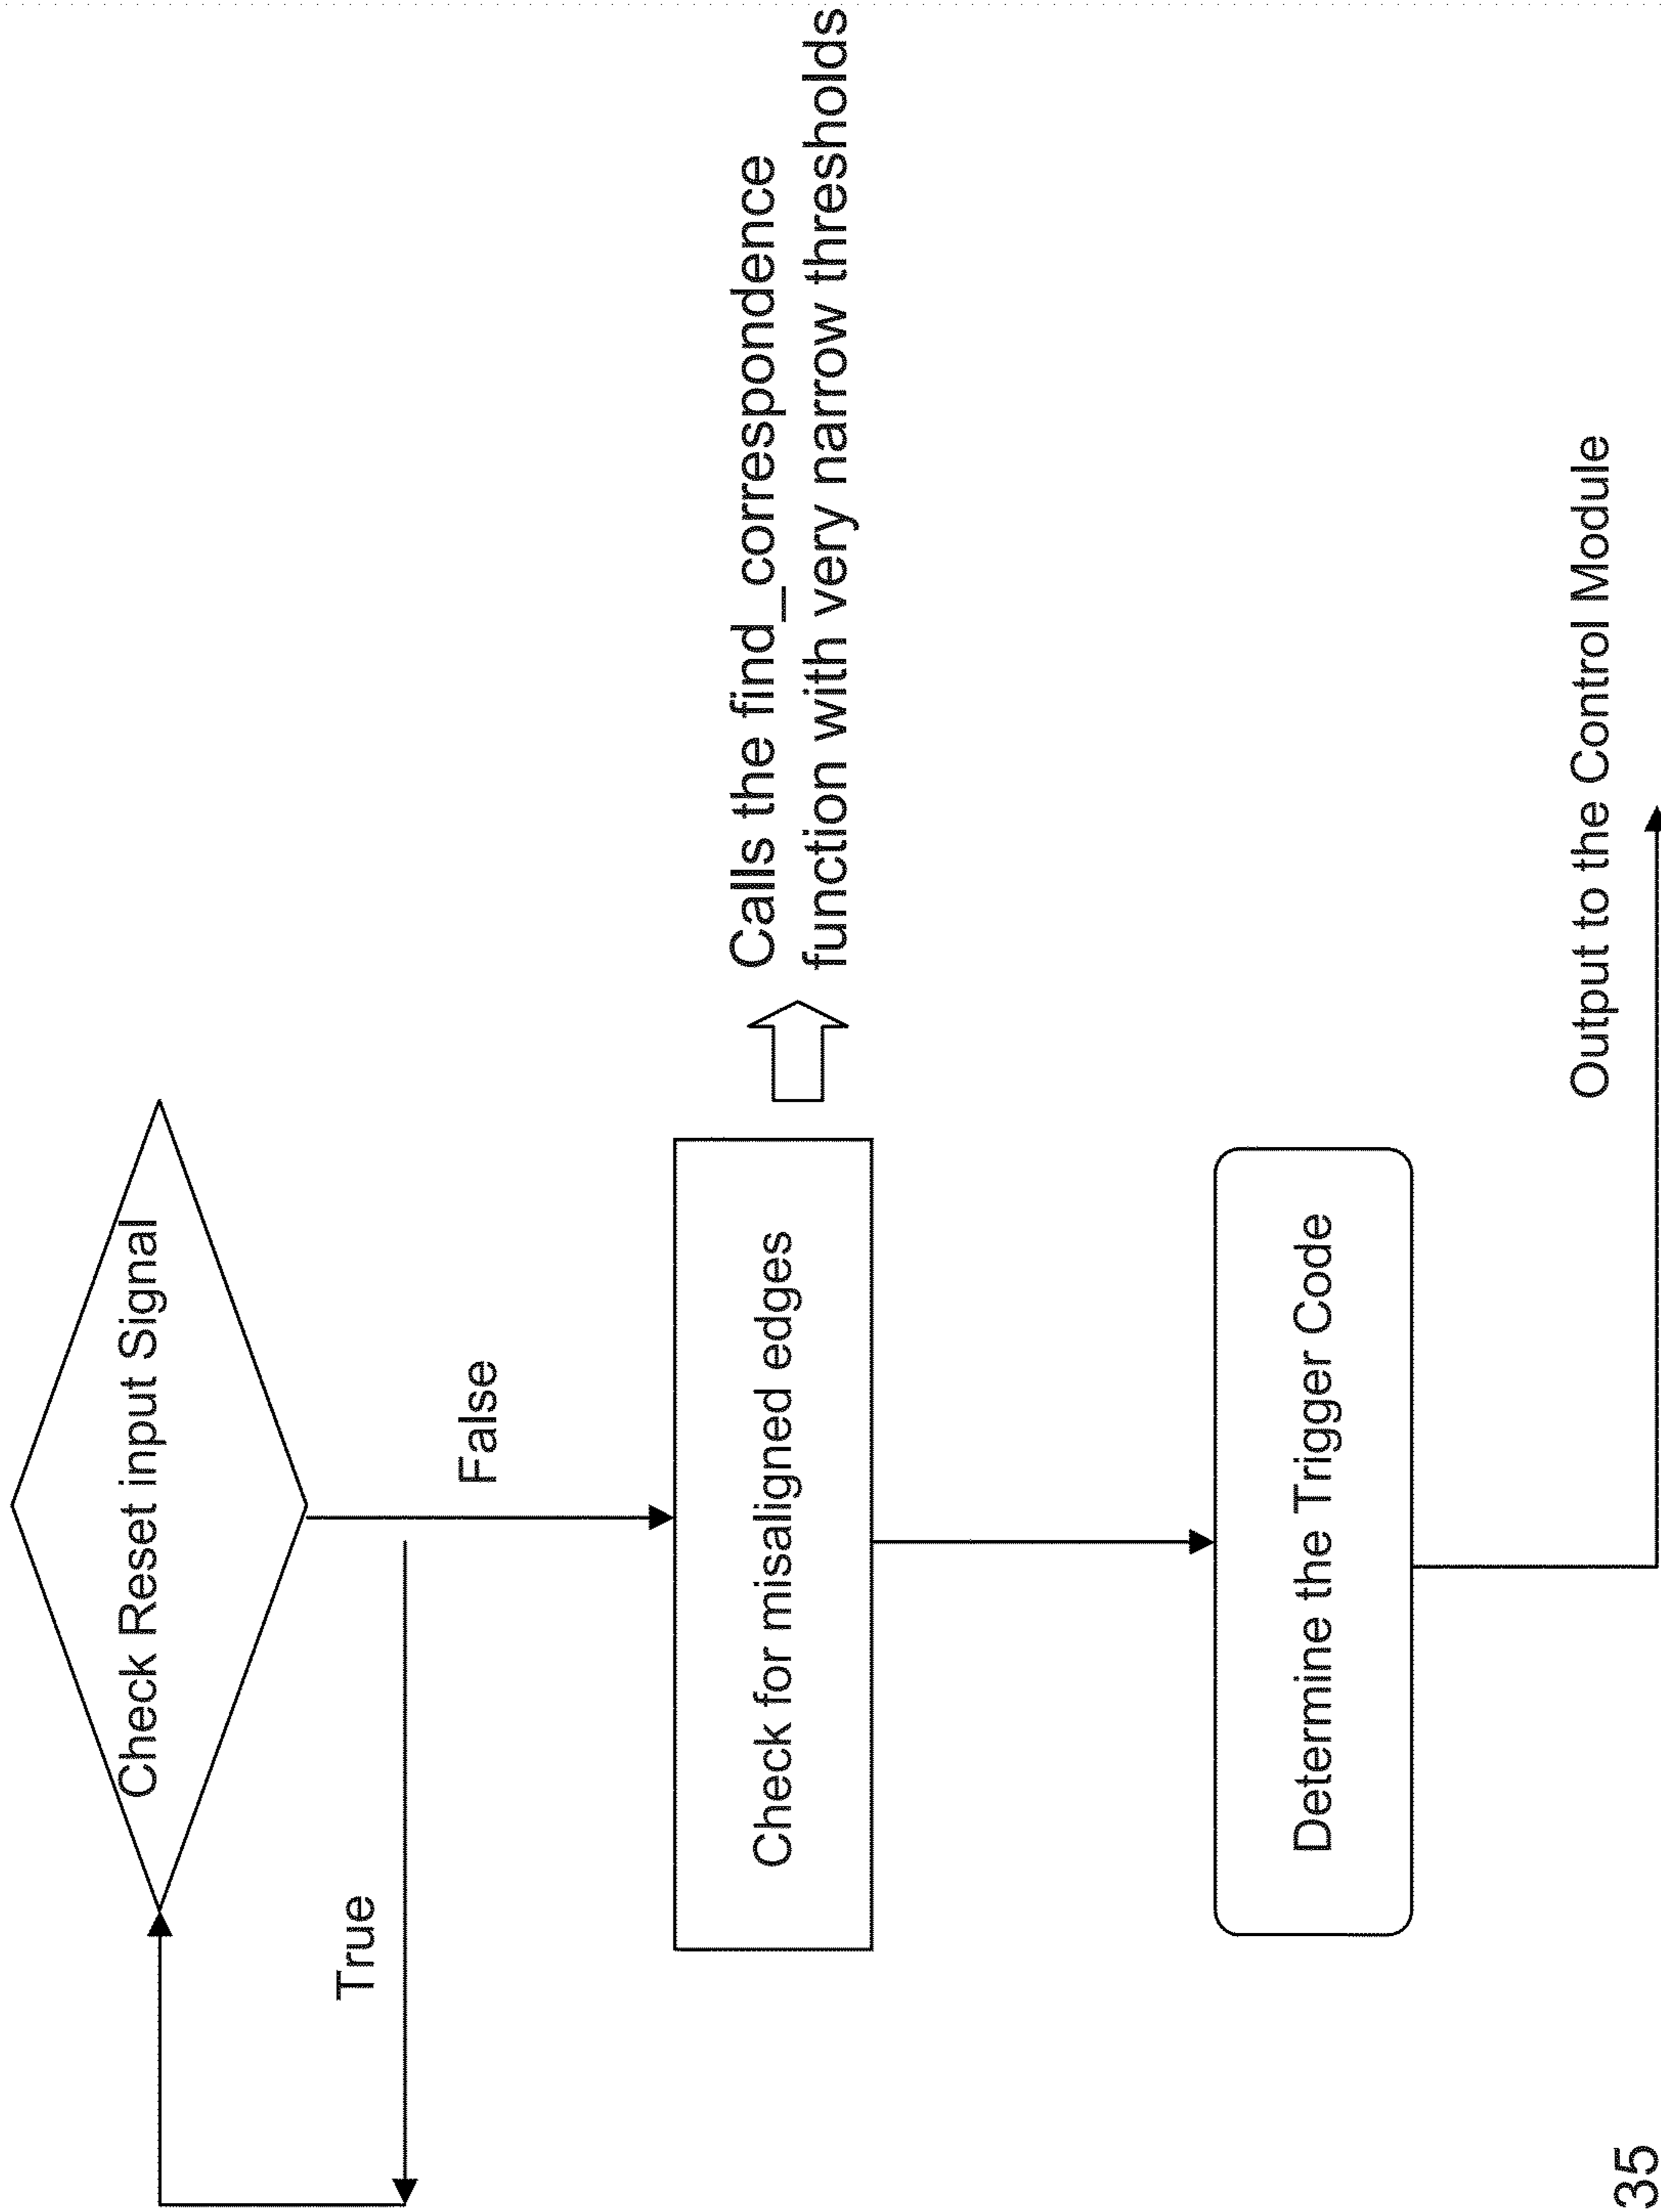 Check Reset input Signal
True
False
Check for misaligned edges
Calls the find_correspondence
function with very narrow thresholds
Determine the Trigger Code
Output to the Control Module
35